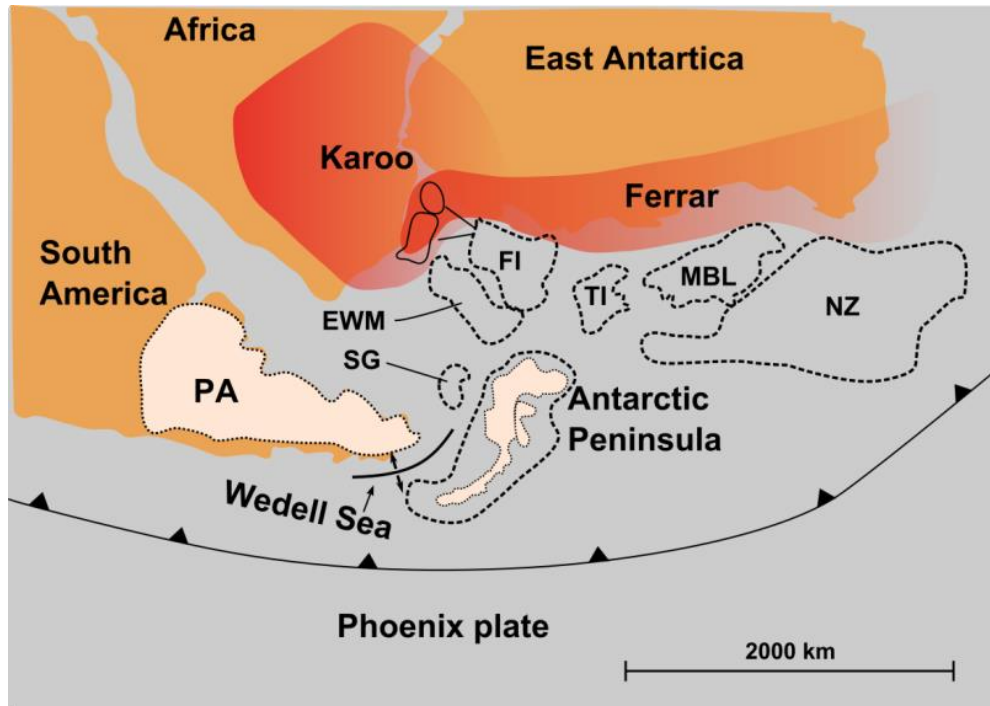 Africa
East Antartica
Karoo
Ferrar
South
America
FI
EWM
TI
MBL
NZ
SG
PA
Antarctic
Peninsula
Wedell Sea
Phoenix plate
2000 km